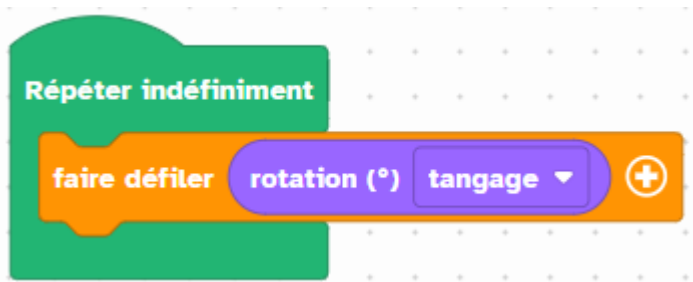 Répéter indéfiniment
faire défiler rotation (°) tangage